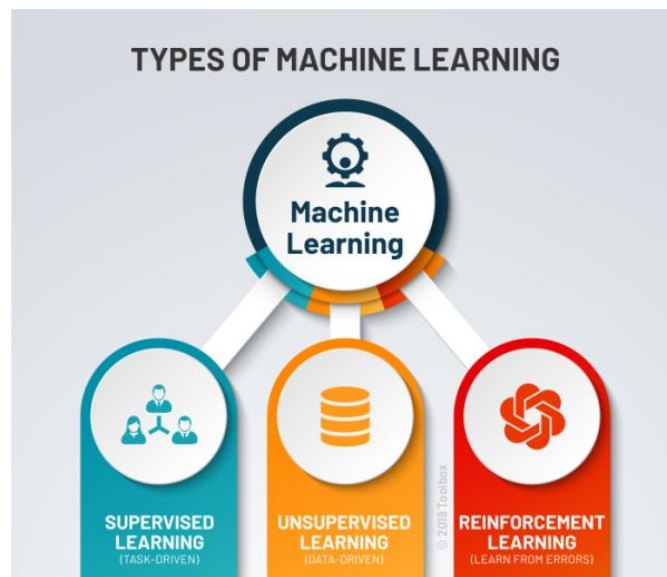 TYPES OF MACHINE LEARNING
Machine
Learning
SUPERVISED
LEARNING
(TASK-DRIVEN)
UNSUPERVISED
LEARNING
(DATA-DRIVEN)
© 2019 Toolbox
REINFORCEMENT
LEARNING
(LEARN FROM ERRORS)